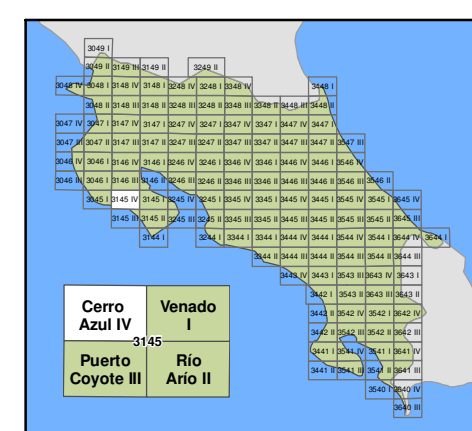 3049 I
3049 II 3149 III 3149 II 3249 II
3048 IV 3048 I 3148 IV 3148 I 3248 IV 3248 I 3348 IV 3448 I
3048 II 3148 III 3148 II 3248 III 3248 II 3348 III 3348 II 3448 III 3448 II
3047 IV 3047 I 3147 IV 3147 I 3247 IV 3247 I 3347 IV 3347 I 3447 IV 3447 I
3047 III 3047 II 3147 III 3147 II 3247 III 3247 II 3347 III 3347 II 3447 III 3447 II 3547 III
3046 IV 3046 I 3146 IV 3146 I 3246 IV 3246 I 3346 IV 3346 I 3446 IV 3446 I 3546 IV
3046 III 3046 II 3146 III 3146 II 3246 III 3246 II 3346 III 3346 II 3446 III 3446 II 3546 III 3546 II
3045 I 3145 IV 3145 I 3245 IV 3245 I 3345 IV 3345 I 3445 IV 3445 I 3545 IV 3545 I 3645 IV
3145 III 3145 II 3245 III 3245 II 3345 III 3345 II 3445 III 3445 II 3545 III 3545 II 3645 III
3144 I 3244 I 3344 IV 3344 I 3444 IV 3444 I 3544 IV 3544 I 3644 IV 3644 I
3344 II 3444 III 3444 II 3544 III 3544 II 3644 III
3443 IV 3443 I 3543 IV 3543 I 3643 IV 3643 I
3442 I 3543 II 3643 III 3643 II
3442 II 3542 IV 3542 I 3642 IV
3442 II 3542 III 3542 II 3642 III
3441 I 3541 IV 3541 I 3641 IV
3441 II 3541 III 3541 II 3641 III
3540 I 3640 IV
3640 III
Cerro Venado
Azul IV I
3145
Puerto Río
Coyote III Arío II